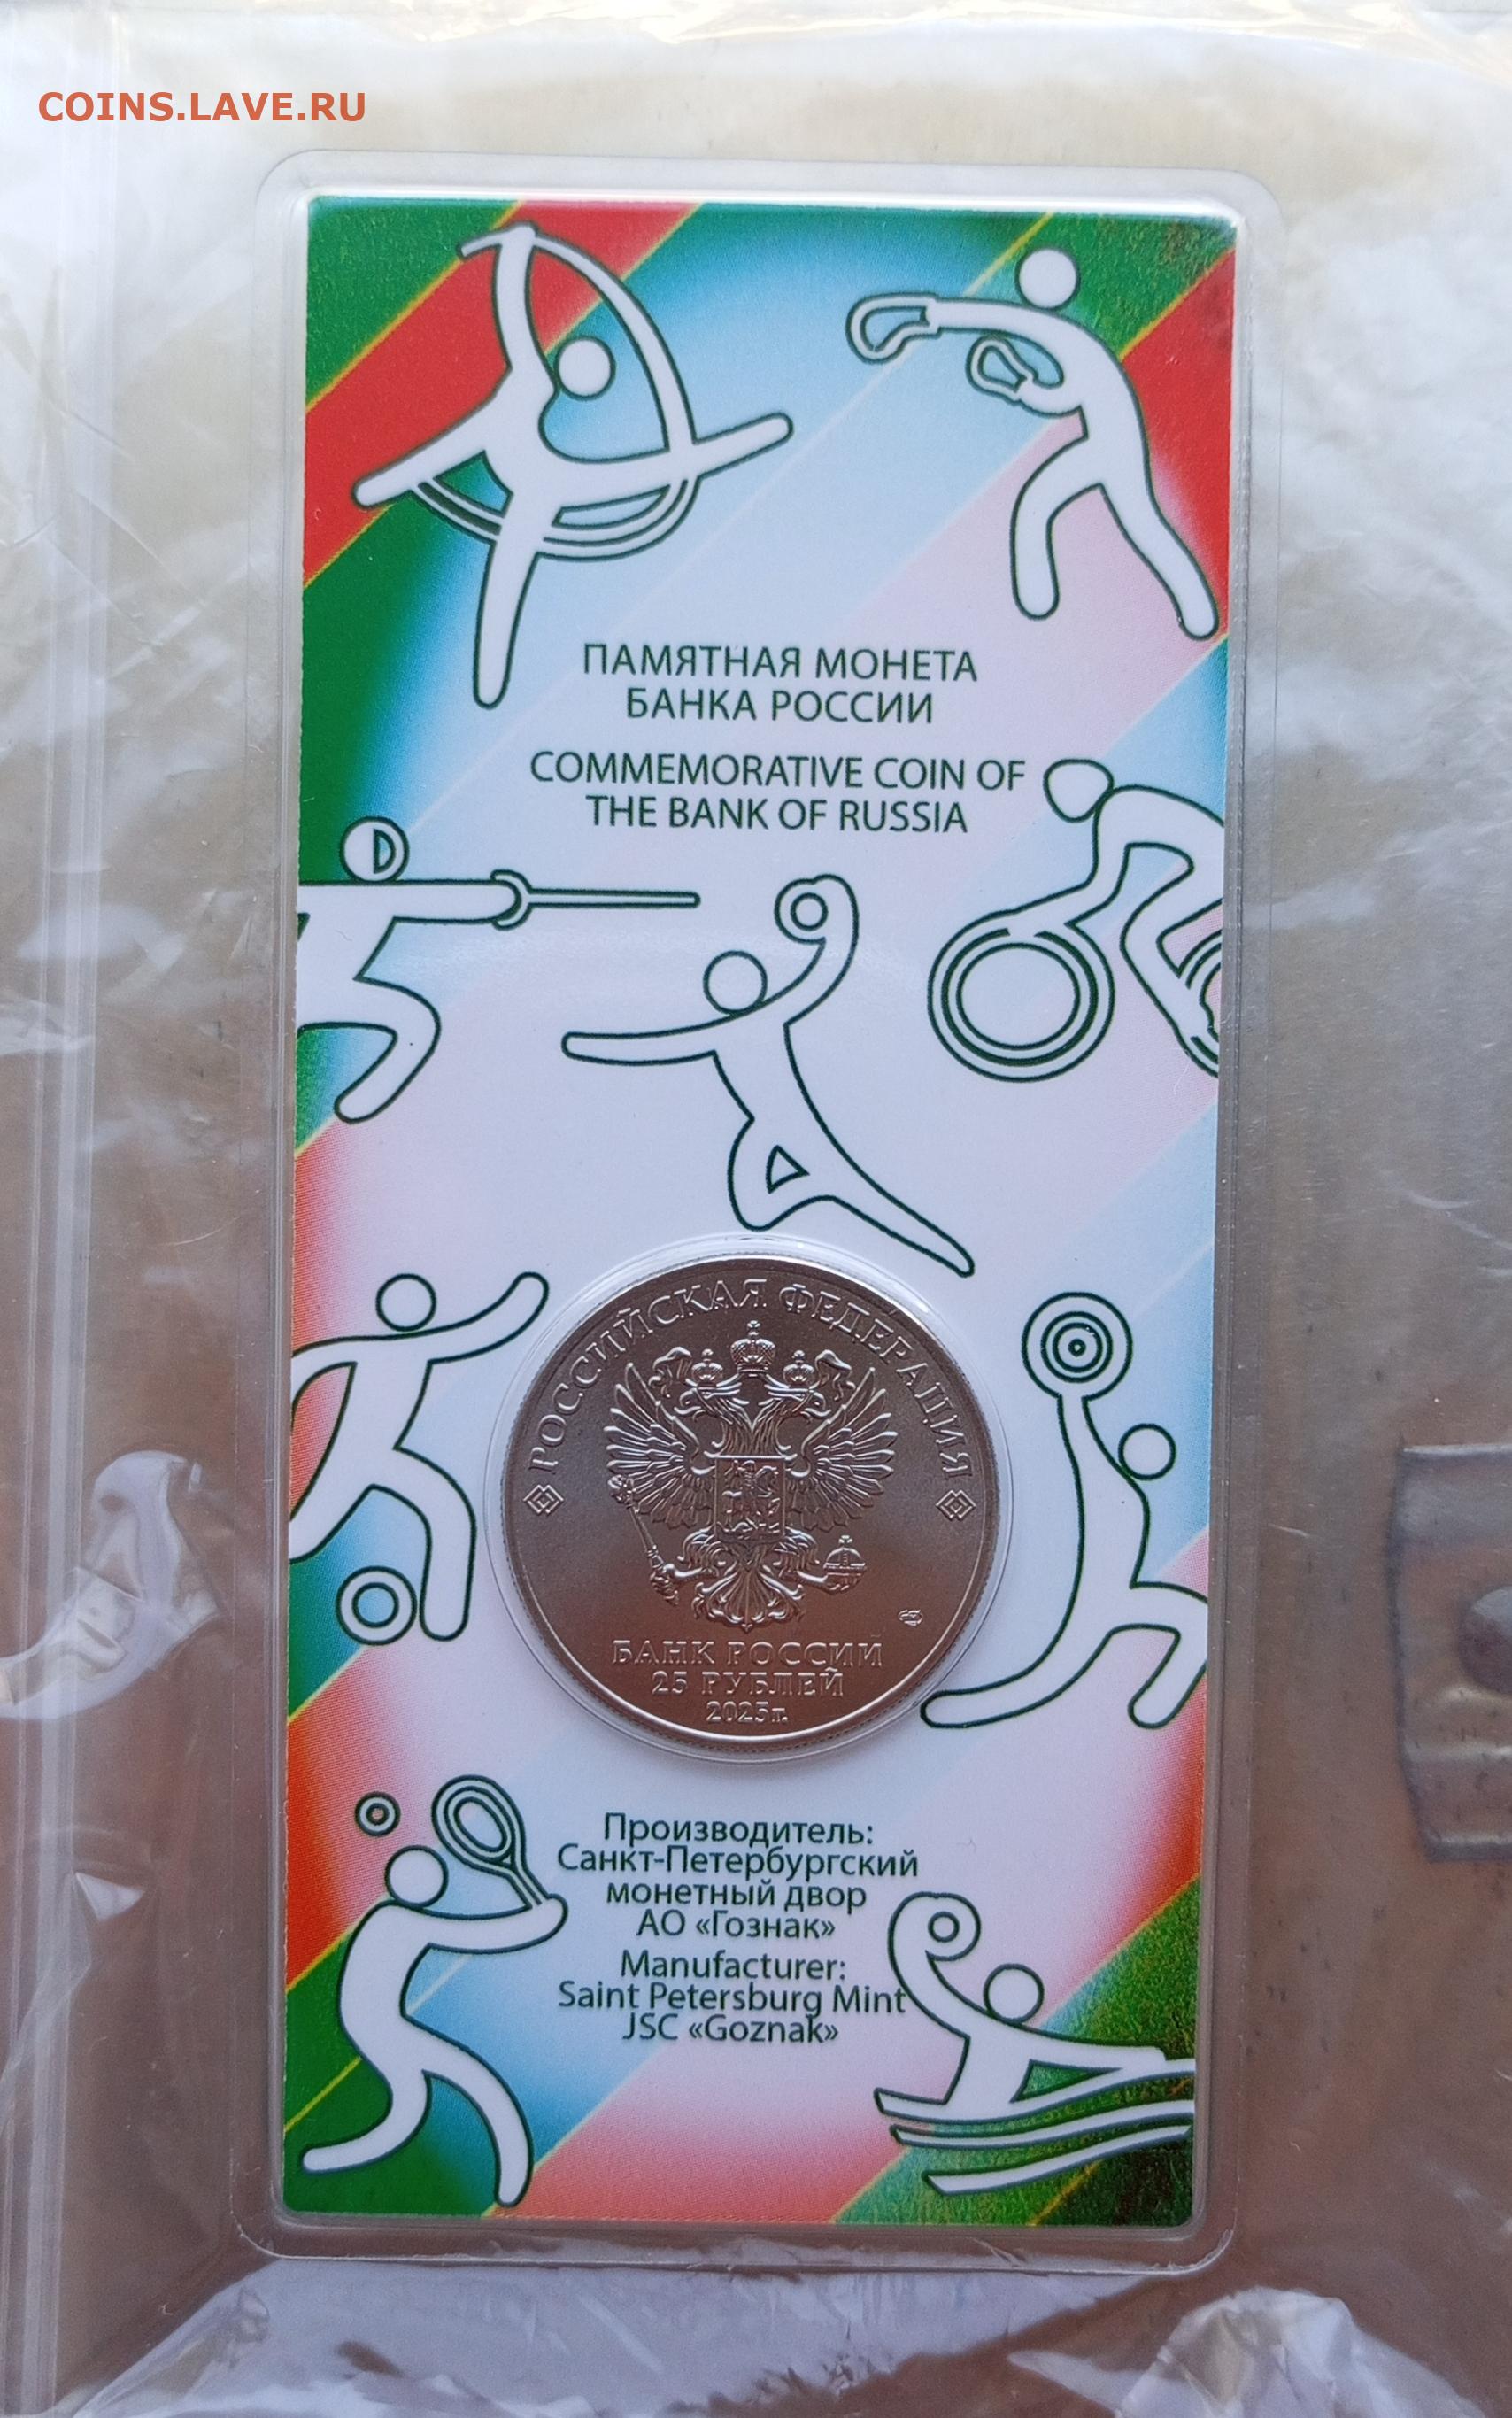 COINS.LAVE.RU
ПАМЯТНАЯ МОНЕТА
БАНКА РОССИИ
COMMEMORATIVE COIN OF
THE BANK OF RUSSIA
РОССИЙСКАЯ ФЕДЕРАЦИЯ
БАНК РОССИИ
25 РУБЛЕЙ
2025 г.
Производитель:
Санкт-Петербургский
монетный двор
АО «Гознак»
Manufacturer:
Saint Petersburg Mint
JSC «Goznak»